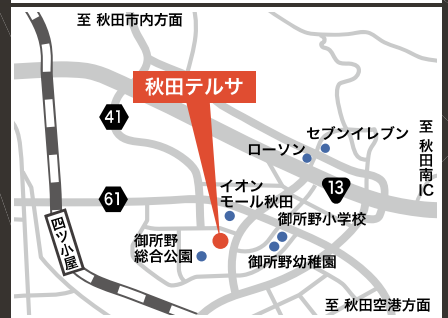 至 秋田市内方面
秋田テルサ
41
セブンイレブン
ローソン
至 秋田南IC
13
イオン
モール秋田
61
御所野小学校
四ツ小屋
御所野
総合公園
御所野幼稚園
至 秋田空港方面